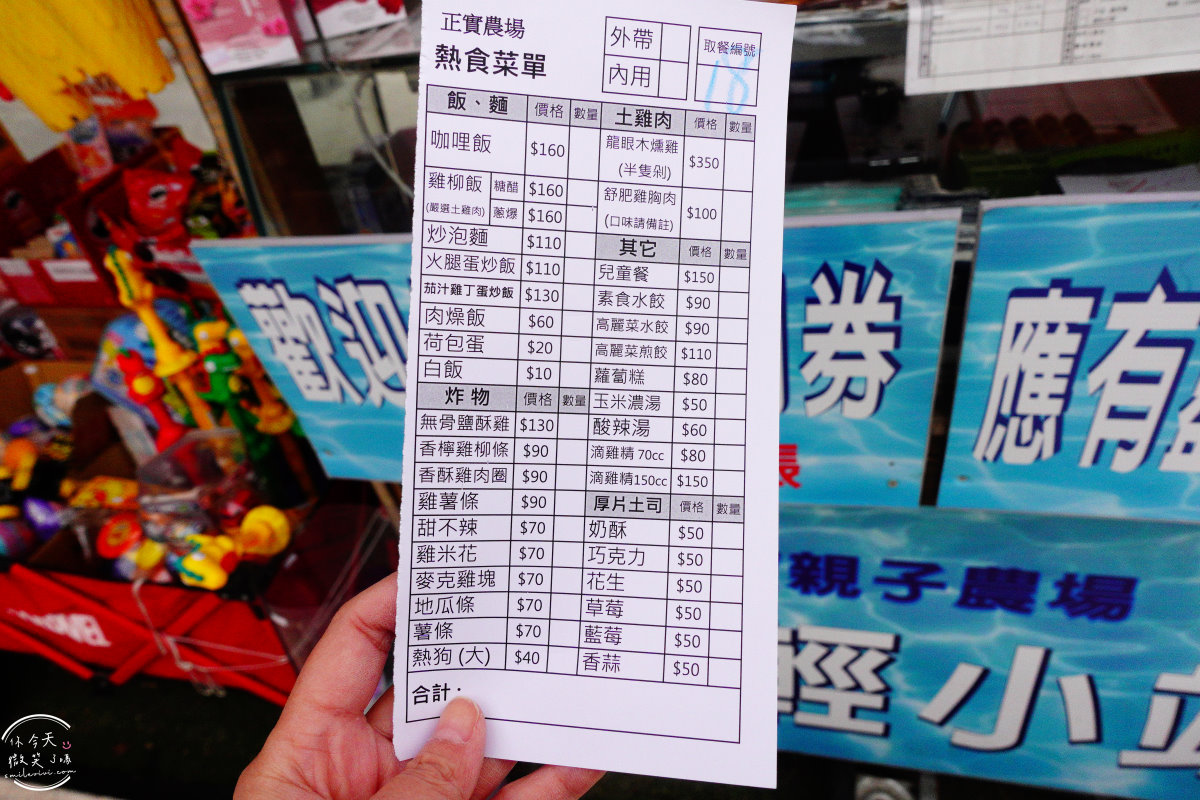 正實農場
熱食菜單
外帶
內用
取餐編號
18
飯、麵 價格 數量
咖哩飯 $160
雞柳飯 糖醋 $160
(嚴選土雞肉) 蔥爆 $160
炒泡麵 $110
火腿蛋炒飯 $110
茄汁雞丁蛋炒飯 $130
肉燥飯 $60
荷包蛋 $20
白飯 $10
炸物 價格 數量
無骨鹽酥雞 $130
香檸雞柳條 $90
香酥雞肉圈 $90
雞薯條 $90
甜不辣 $70
雞米花 $70
麥克雞塊 $70
地瓜條 $70
薯條 $70
熱狗(大) $40
土雞肉 價格 數量
龍眼木燻雞
(半隻剁) $350
舒肥雞胸肉
(口味請備註) $100
其它 價格 數量
兒童餐 $150
素食水餃 $90
高麗菜水餃 $90
高麗菜煎餃 $110
蘿蔔糕 $80
玉米濃湯 $50
酸辣湯 $60
滴雞精 70cc $80
滴雞精150cc $150
厚片土司 價格 數量
奶酥 $50
巧克力 $50
花生 $50
草莓 $50
藍莓 $50
香蒜 $50
合計:
歡迎
券
應有
親子農場
輕小
你今天
微笑了嗎
smilevivi.com